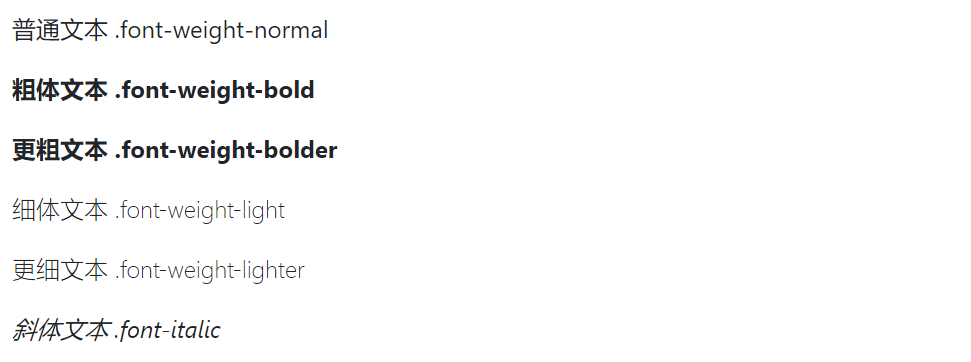 普通文本 .font-weight-normal
粗体文本 .font-weight-bold
更粗文本 .font-weight-bolder
细体文本 .font-weight-light
更细文本 .font-weight-lighter
斜体文本 .font-italic